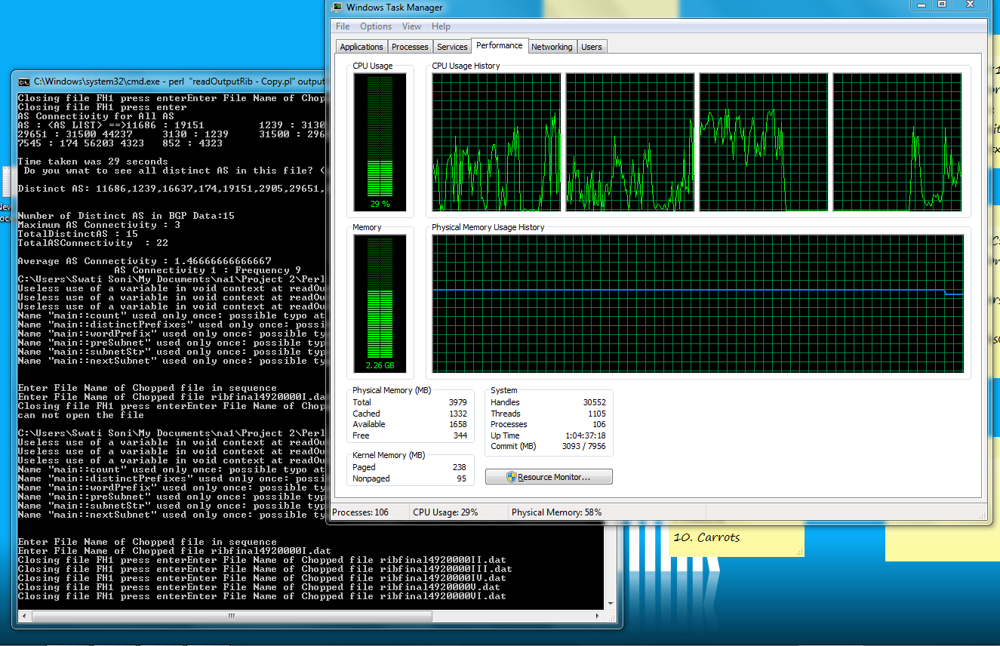 Windows Task Manager
File Options View Help
Applications Processes Services Performance Networking Users
CPU Usage
CPU Usage History
29 %
Memory
Physical Memory Usage History
2.26 GB
Physical Memory (MB)
Total 3979
Cached 1332
Available 1658
Free 344
Kernel Memory (MB)
Paged 238
Nonpaged 95
System
Handles 30552
Threads 1105
Processes 106
Up Time 1:04:37:18
Commit (MB) 3093 / 7956
Resource Monitor...
Processes: 106 CPU Usage: 29% Physical Memory: 58%
C:\Windows\system32\cmd.exe - perl "readOutputRib - Copy.pl" output
Closing file FH1 press enterEnter File Name of Chop
Closing file FH1 press enter
AS Connectivity for All AS
AS : <AS LIST> ==>11686 : 19151 1239 : 3130
29651 : 31500 44237 3130 : 1239 31500 : 296
7545 : 174 56203 4323 852 : 4323
Time taken was 29 seconds
Do you wnat to see all distinct AS in this file? (
Distinct AS: 11686,1239,16637,174,19151,2905,29651,
Number of Distinct AS in BGP Data:15
Maximum AS Connectivity : 3
TotalDistinctAS : 15
TotalASConnectivity : 22
Average AS Connectivity : 1.46666666666667
AS Connectivity 1 : Frequency 9
C:\Users\Swati Soni\My Documents\na1\Project 2\Perl
Useless use of a variable in void context at readOu
Useless use of a variable in void context at readOu
Useless use of a variable in void context at readOu
Name "main::count" used only once: possible typo at
Name "main::distinctPrefixes" used only once: possi
Name "main::wordPrefix" used only once: possible ty
Name "main::preSubnet" used only once: possible typ
Name "main::subnetStr" used only once: possible typ
Name "main::nextSubnet" used only once: possible ty
Enter File Name of Chopped file in sequence
Enter File Name of Chopped file ribfinal4920000I.da
Closing file FH1 press enterEnter File Name of Chop
can not open the file
C:\Users\Swati Soni\My Documents\na1\Project 2\Perl
Useless use of a variable in void context at readOu
Useless use of a variable in void context at readOu
Useless use of a variable in void context at readOu
Name "main::count" used only once: possible typo at
Name "main::distinctPrefixes" used only once: possi
Name "main::wordPrefix" used only once: possible ty
Name "main::preSubnet" used only once: possible typ
Name "main::subnetStr" used only once: possible typ
Name "main::nextSubnet" used only once: possible ty
Enter File Name of Chopped file in sequence
Enter File Name of Chopped file ribfinal4920000I.dat
Closing file FH1 press enterEnter File Name of Chopped file ribfinal4920000II.dat
Closing file FH1 press enterEnter File Name of Chopped file ribfinal4920000III.dat
Closing file FH1 press enterEnter File Name of Chopped file ribfinal4920000IV.dat
Closing file FH1 press enterEnter File Name of Chopped file ribfinal4920000V.dat
Closing file FH1 press enterEnter File Name of Chopped file ribfinal4920000VI.dat
10. Carrots